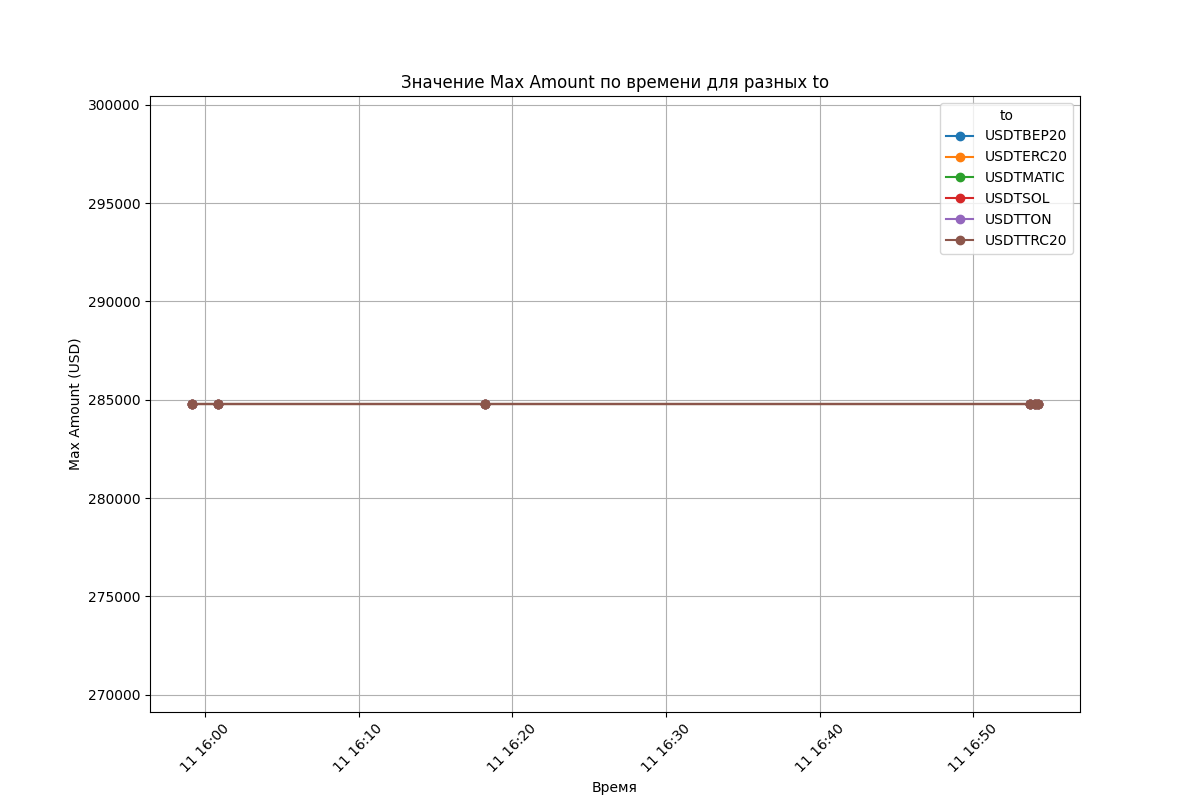 Значение Max Amount по времени для разных to
300000
295000
290000
285000
280000
275000
270000
Max Amount (USD)
to
USDTBEP20
USDTERC20
USDTMATIC
USDTSOL
USDTTON
USDTTRC20
11 16:00
11 16:10
11 16:20
11 16:30
11 16:40
11 16:50
Время